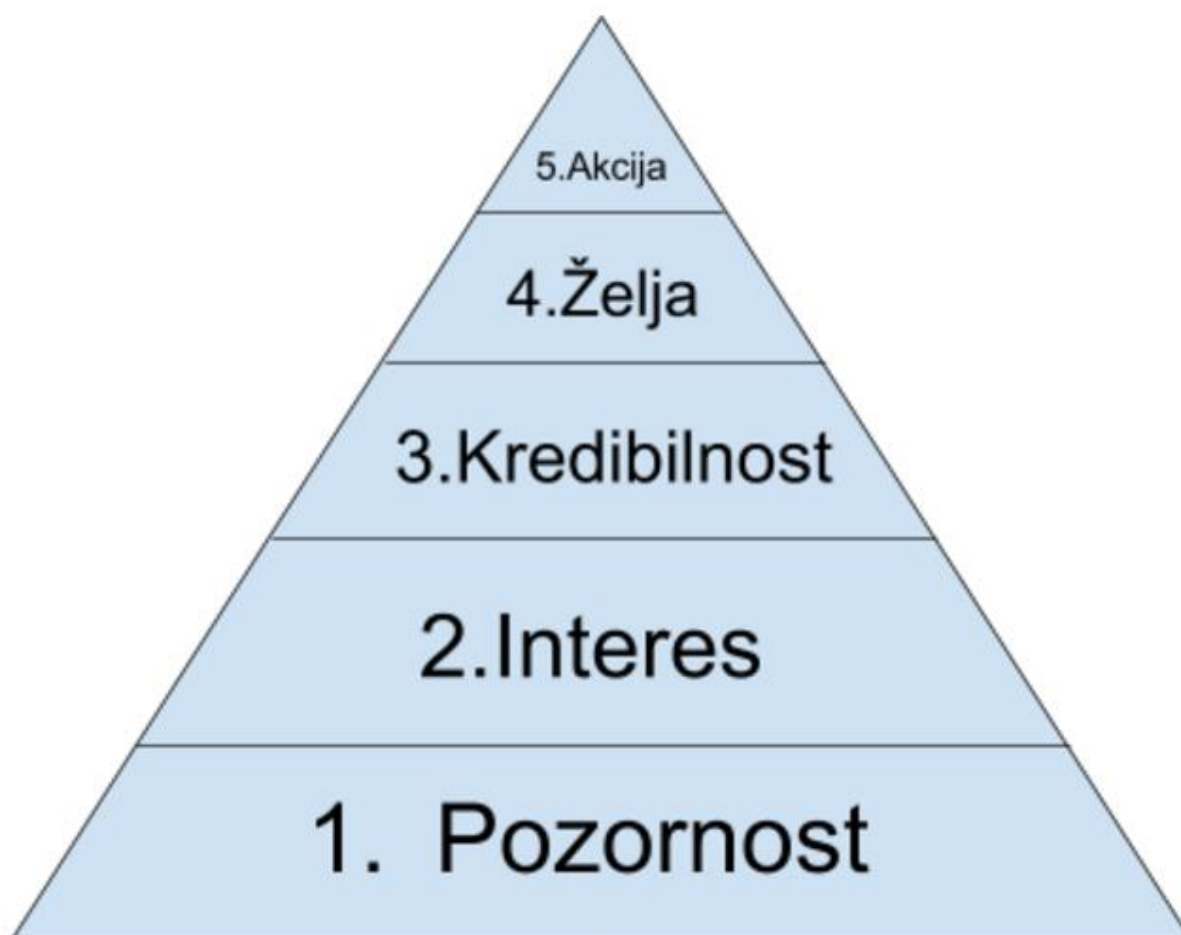 5.Akcija
4.Želja
3.Kredibilnost
2.Interes
1. Pozornost